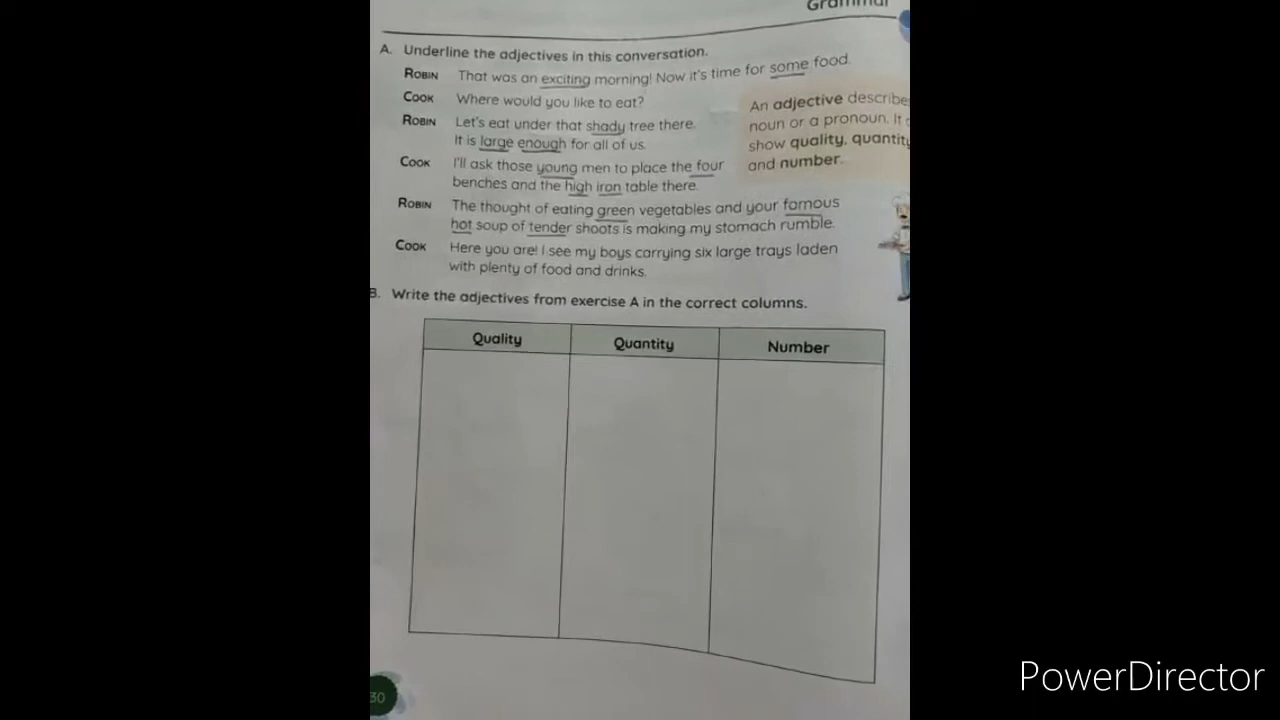 Grammar
A. Underline the adjectives in this conversation.
ROBIN That was an exciting morning! Now it's time for some food.
COOK Where would you like to eat?
ROBIN Let's eat under that shady tree there.
It is large enough for all of us.
COOK I'll ask those young men to place the four
benches and the high iron table there.
ROBIN The thought of eating green vegetables and your famous
hot soup of tender shoots is making my stomach rumble.
COOK Here you are! I see my boys carrying six large trays laden
with plenty of food and drinks.
An adjective describe
noun or a pronoun. It
show quality, quantity
and number.
B. Write the adjectives from exercise A in the correct columns.
Quality Quantity Number
30
PowerDirector